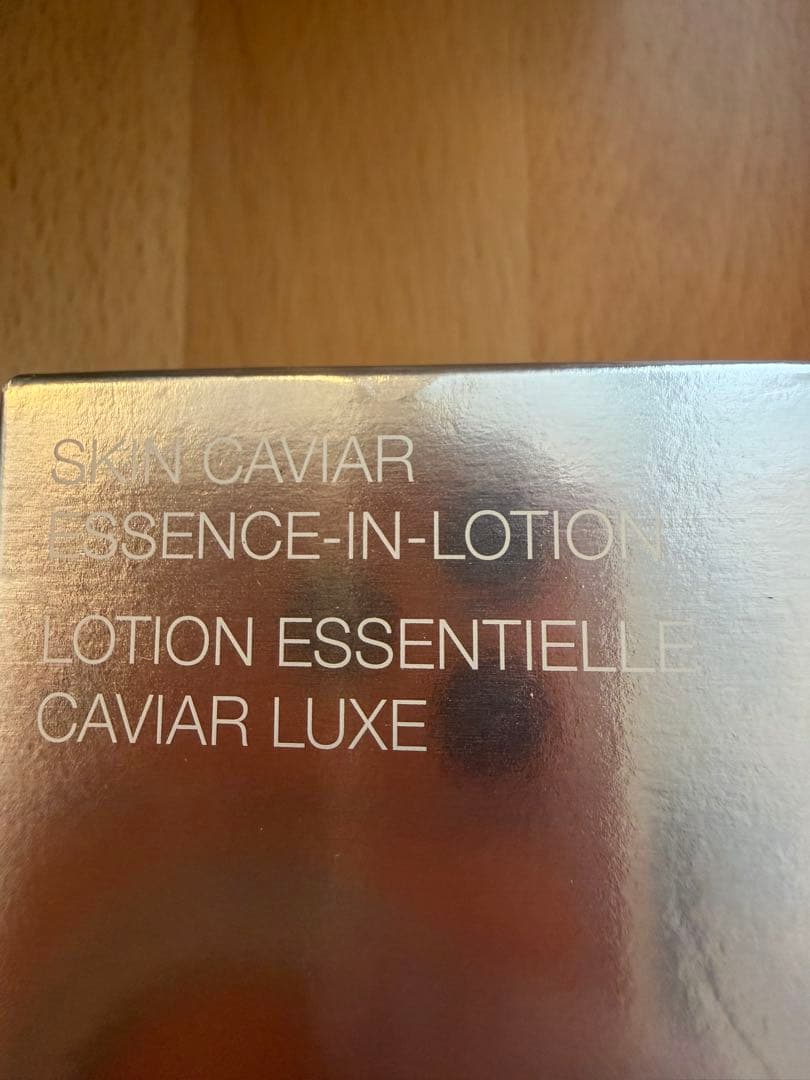 SKIN CAVIAR
ESSENCE-IN-LOTION
LOTION ESSENTIELLE
CAVIAR LUXE